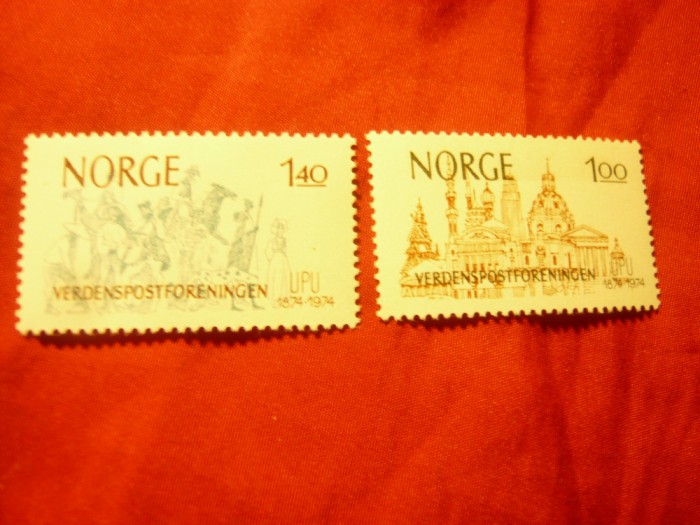 NORGE 1.40
VERDENSPOSTFORENINGEN
UPU
1874-1974
NORGE 1.00
VERDENSPOSTFORENINGEN
UPU
1874-1974